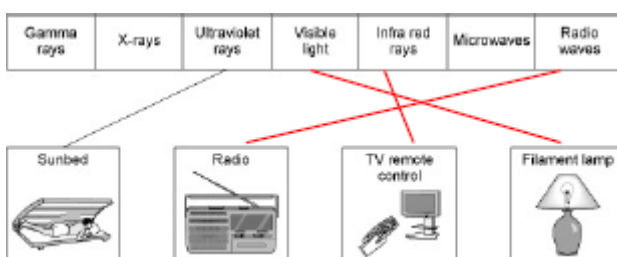 Gamma rays
X-rays
Ultraviolet rays
Visible light
Infra red rays
Microwaves
Radio waves
Sunbed
Radio
TV remote control
Filament lamp